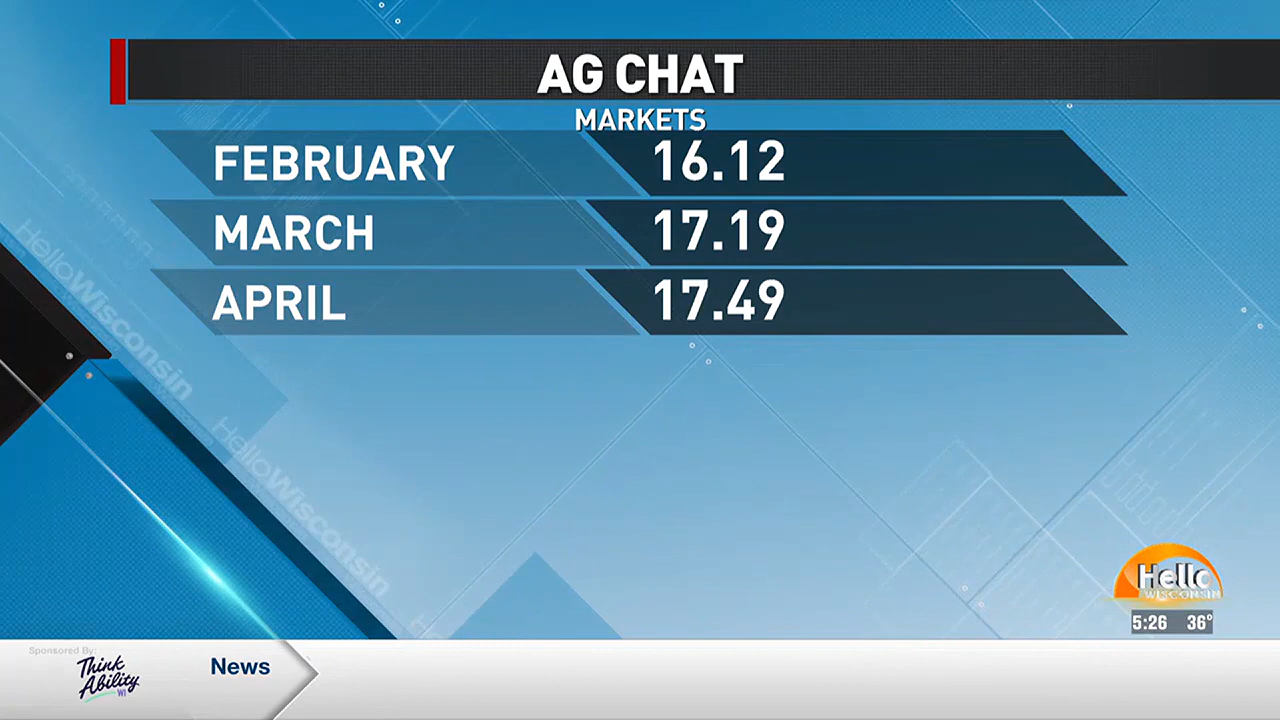 AG CHAT
MARKETS
FEBRUARY 16.12
MARCH 17.19
APRIL 17.49
HelloWisconsin
HelloWisconsin
Hello
WISCONSIN
5:26 36°
Sponsored By:
Think
Ability
WI
News